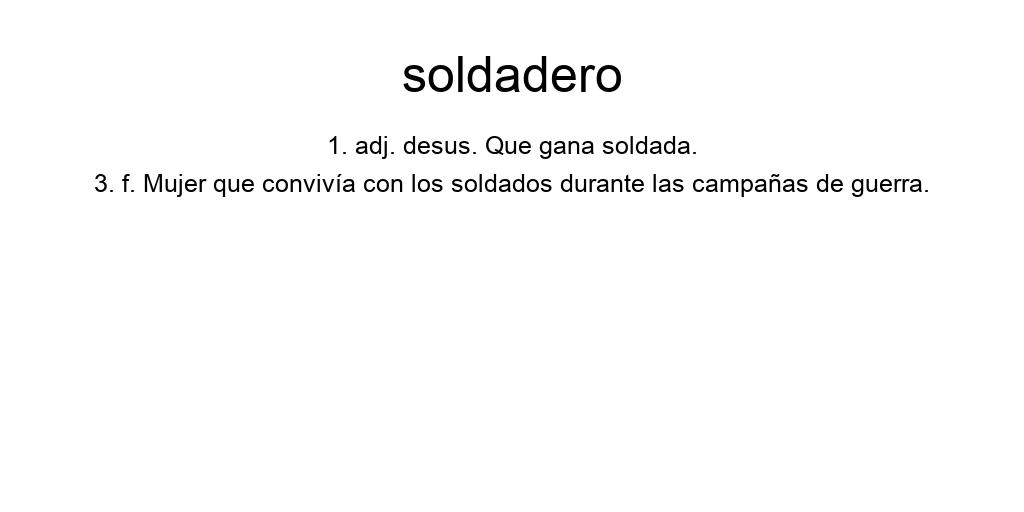 soldadero
1. adj. desus. Que gana soldada.
3. f. Mujer que convivía con los soldados durante las campañas de guerra.